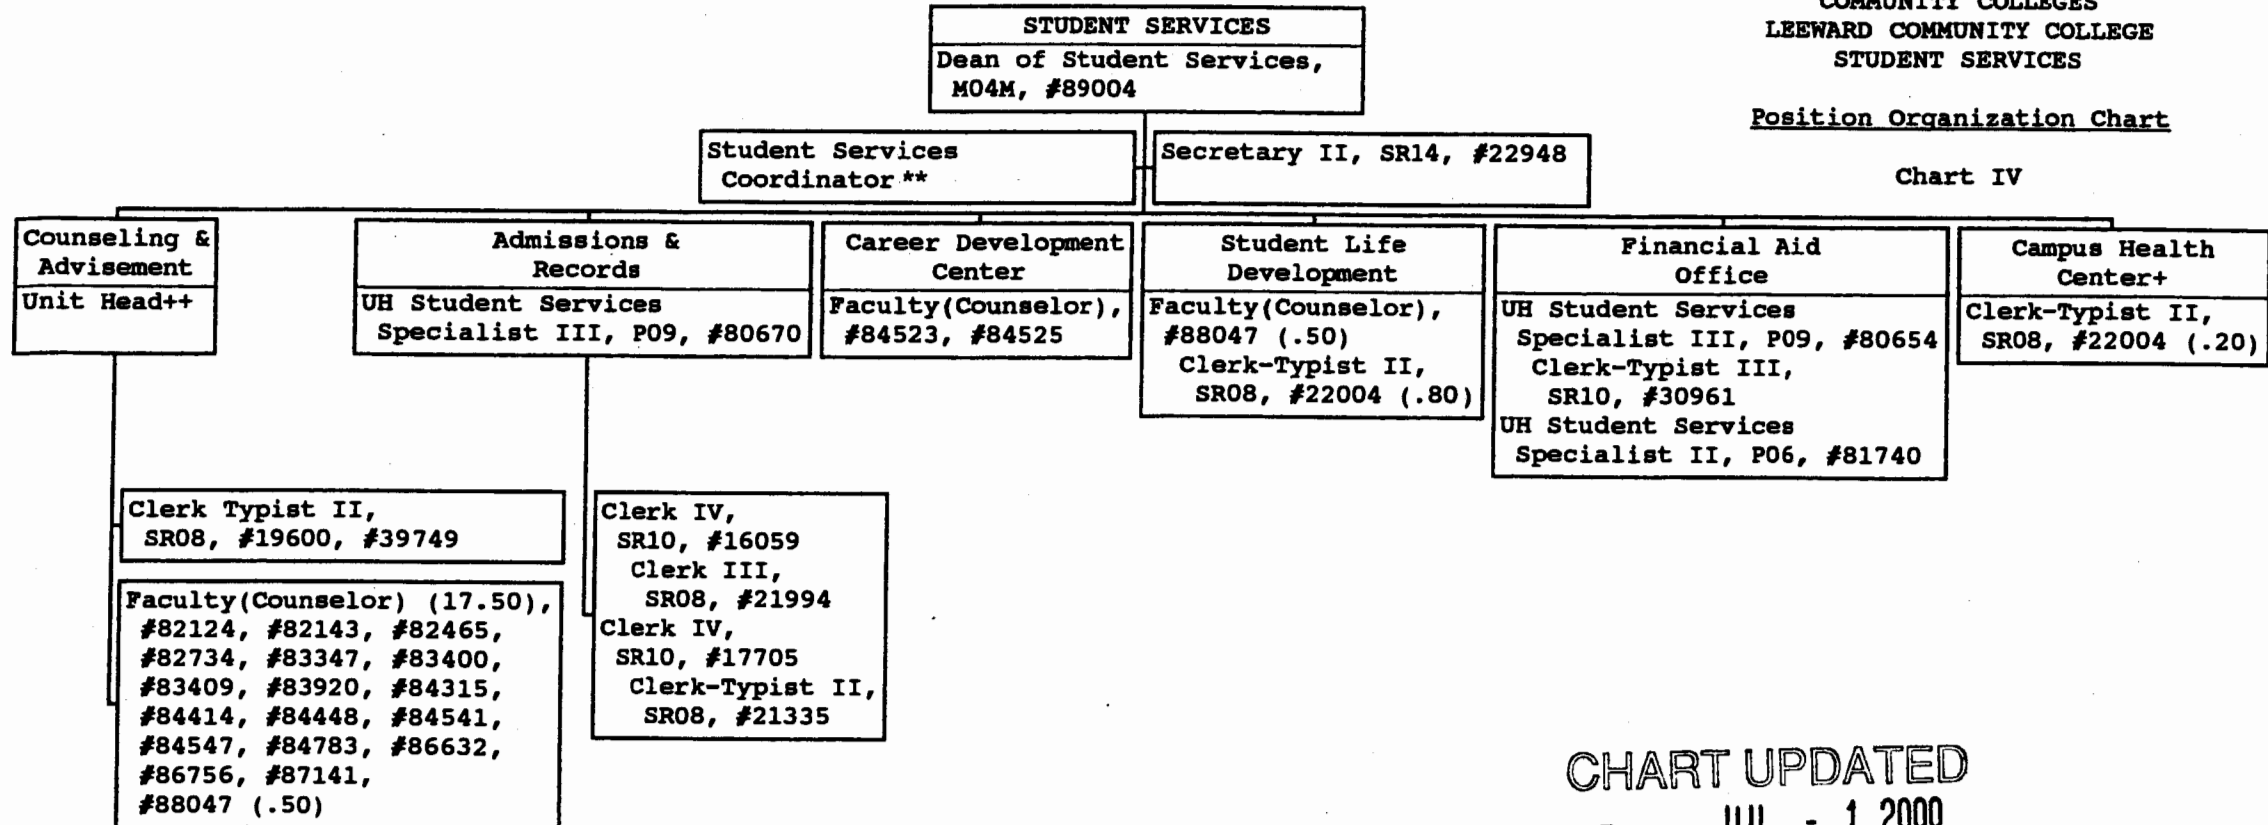 COMMUNITY COLLEGES
LEEWARD COMMUNITY COLLEGE
STUDENT SERVICES
Position Organization Chart
Chart IV
STUDENT SERVICES
Dean of Student Services,
M04M, #89004
Student Services
Coordinator **
Secretary II, SR14, #22948
Counseling &
Advisement
Unit Head++
Admissions &
Records
UH Student Services
Specialist III, P09, #80670
Career Development
Center
Faculty(Counselor),
#84523, #84525
Student Life
Development
Faculty(Counselor),
#88047 (.50)
Clerk-Typist II,
SR08, #22004 (.80)
Financial Aid
Office
UH Student Services
Specialist III, P09, #80654
Clerk-Typist III,
SR10, #30961
UH Student Services
Specialist II, P06, #81740
Campus Health
Center+
Clerk-Typist II,
SR08, #22004 (.20)
Clerk Typist II,
SR08, #19600, #39749
Faculty(Counselor) (17.50),
#82124, #82143, #82465,
#82734, #83347, #83400,
#83409, #83920, #84315,
#84414, #84448, #84541,
#84547, #84783, #86632,
#86756, #87141,
#88047 (.50)
Clerk IV,
SR10, #16059
Clerk III,
SR08, #21994
Clerk IV,
SR10, #17705
Clerk-Typist II,
SR08, #21335
CHART UPDATED
JUL - 1 2000